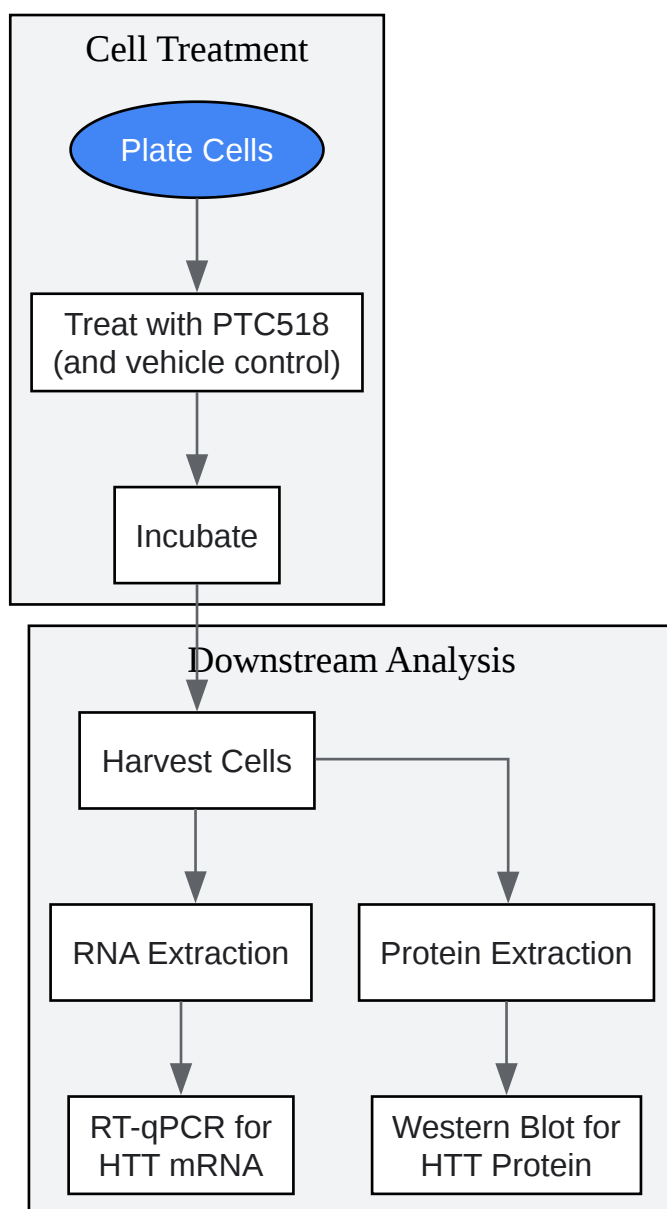 Cell Treatment
Plate Cells
Treat with PTC518
(and vehicle control)
Incubate
Downstream Analysis
Harvest Cells
RNA Extraction
Protein Extraction
RT-qPCR for
HTT mRNA
Western Blot for
HTT Protein